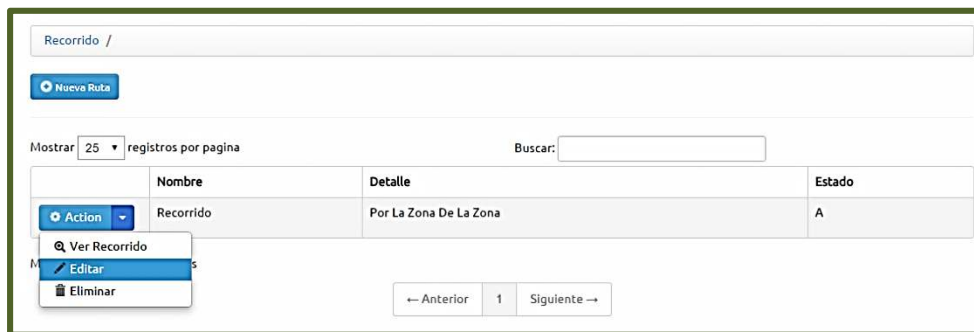 Recorrido /
Nueva Ruta
Mostrar 25 registros por pagina Buscar:
Nombre Detalle Estado
Action Recorrido Por La Zona De La Zona A
Ver Recorrido
Editar
Eliminar
← Anterior 1 Siguiente →